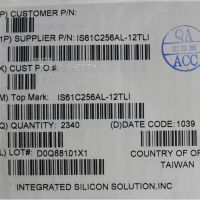 P) CUSTOMER P/N:
1P) SUPPLIER P/N: IS61C256AL-12TLI
QA
ACC
K) CUST P.O.#:
M) Top Mark: IS61C256AL-12TLI
Q) QUANTITY: 2340 (D)DATE CODE: 1039
L) LOT#: D0Q88101X1
COUNTRY OF OR
TAIWAN
INTEGRATED SILICON SOLUTION,INC